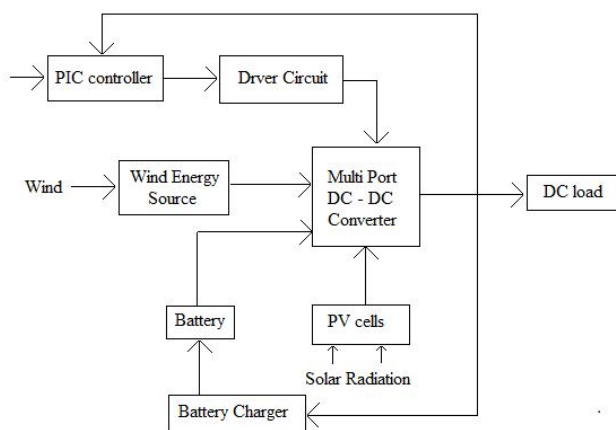 PIC controller
Drver Circuit
Wind
Wind Energy
Source
Multi Port
DC - DC
Converter
DC load
Battery
PV cells
Solar Radiation
Battery Charger